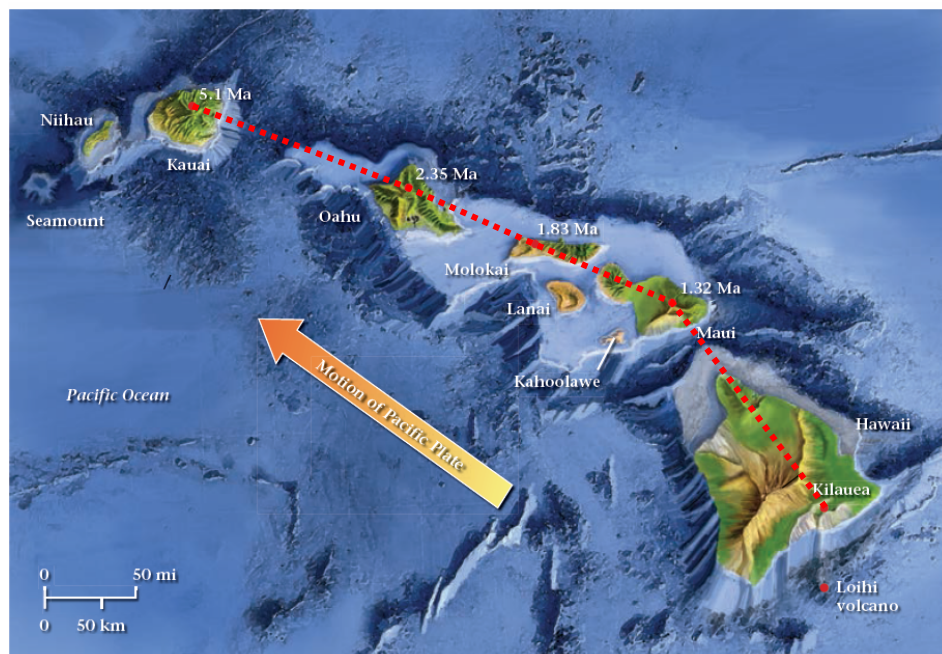 5.1 Ma
Niihau
Kauai
Seamount
2.35 Ma
Oahu
1.83 Ma
Molokai
Lanai
1.32 Ma
Maui
Kahoolawe
Motion of Pacific Plate
Pacific Ocean
Hawaii
Kilauea
0 50 mi
0 50 km
Loihi
volcano